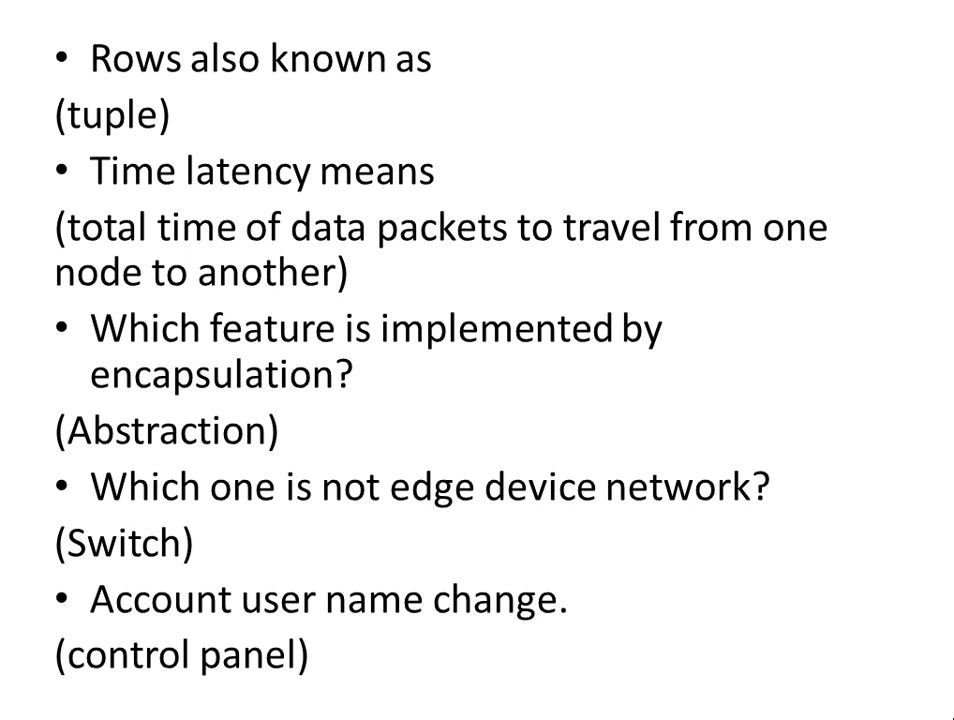 • Rows also known as
(tuple)
• Time latency means
(total time of data packets to travel from one
node to another)
• Which feature is implemented by
encapsulation?
(Abstraction)
• Which one is not edge device network?
(Switch)
• Account user name change.
(control panel)